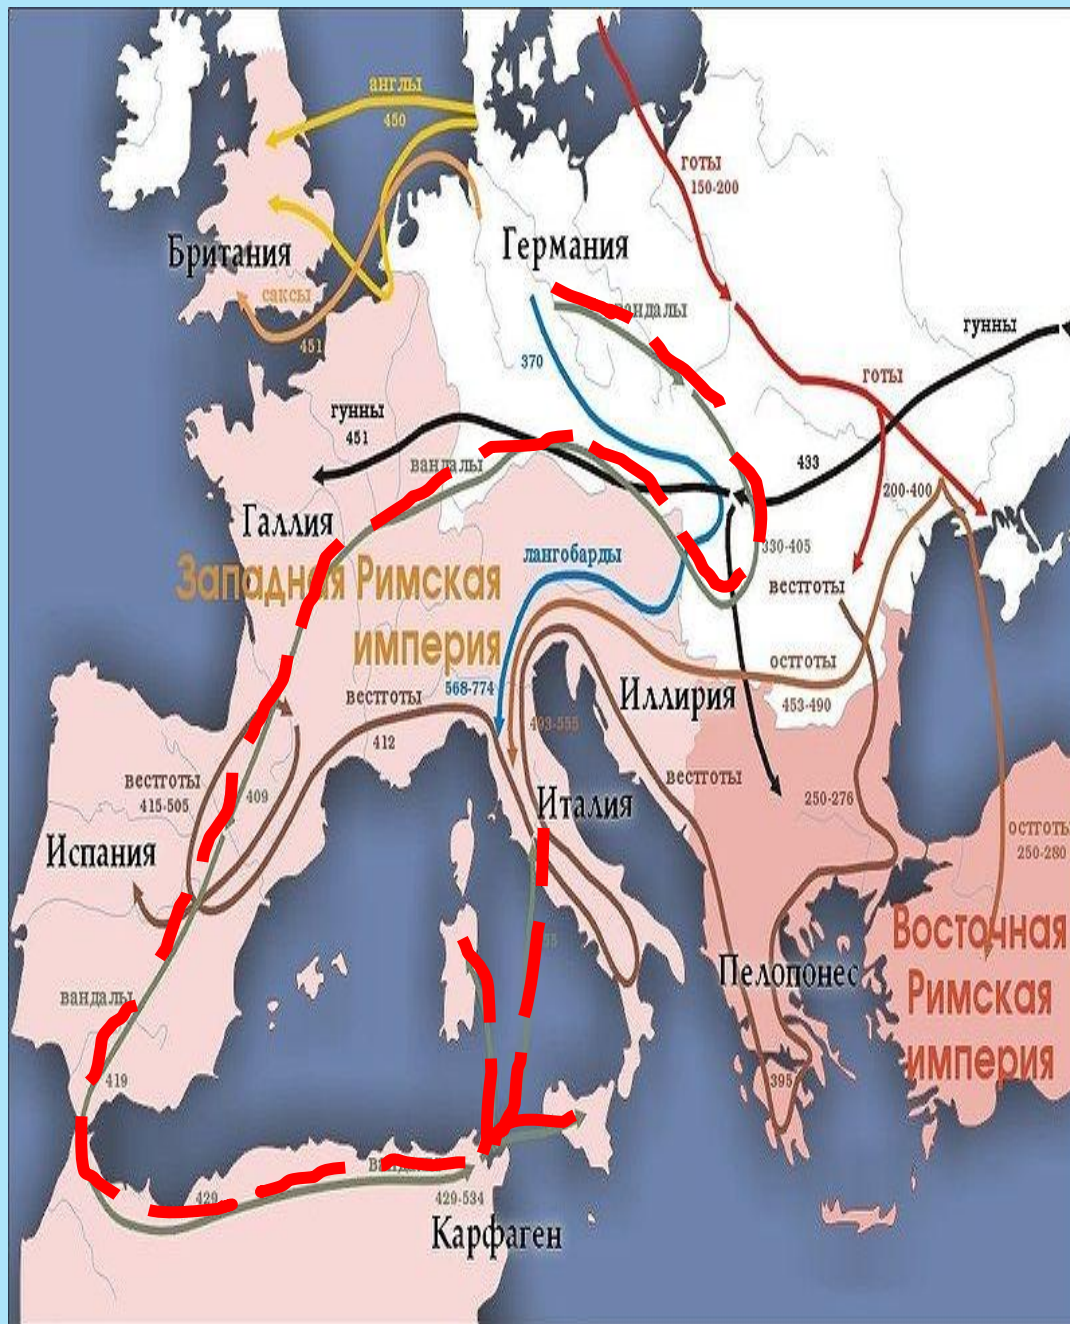 англы
450
готы
150-200
Британия
Германия
саксы
451
вандалы
370
гунны
готы
гунны
451
вандалы
433
200-400
Галлия
лангобарды
330-405
Западная Римская
империя
вестготы
остготы
453-490
568-774
вестготы
412
Иллирия
493-555
вестготы
вестготы
415-505
409
250-276
Италия
Испания
остготы
250-280
Восточная
Римская
империя
Пелопонес
вандалы
419
395
429
429-534
Карфаген